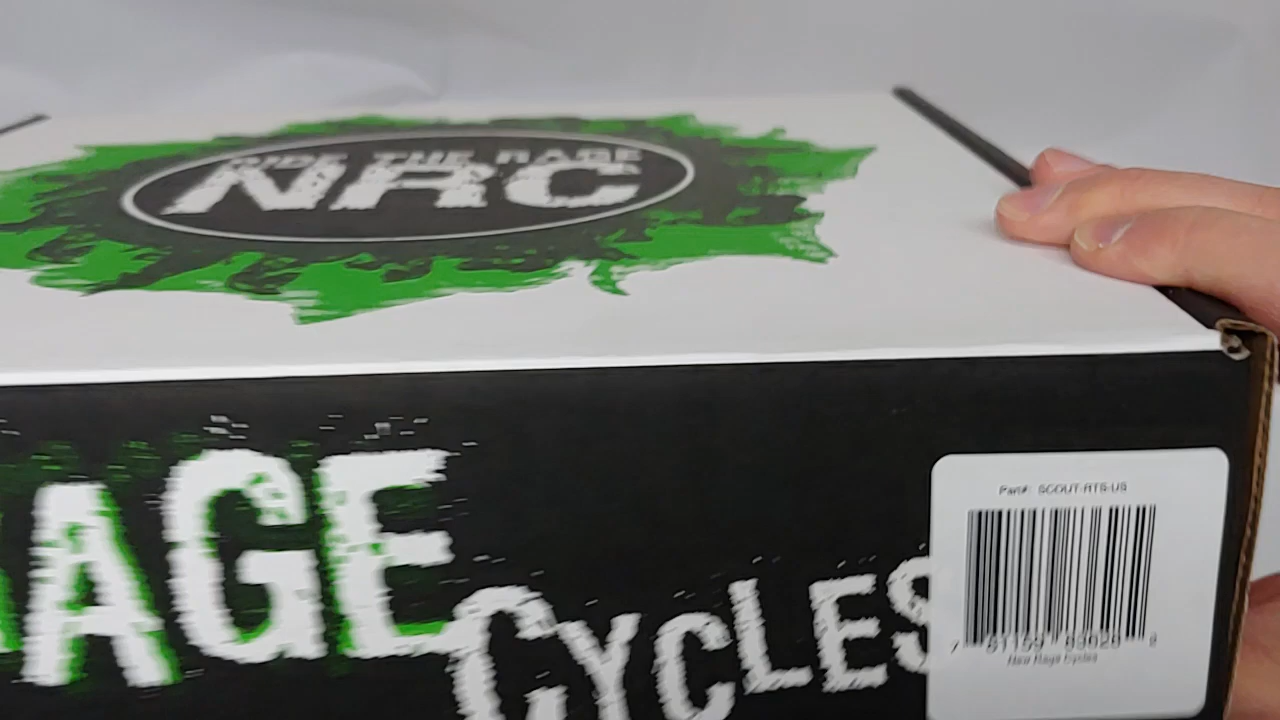 RIDE THE RAGE
NRC
AGE
CYCLES
Part#: SCOUT-RTS-US
New Rage Cycles